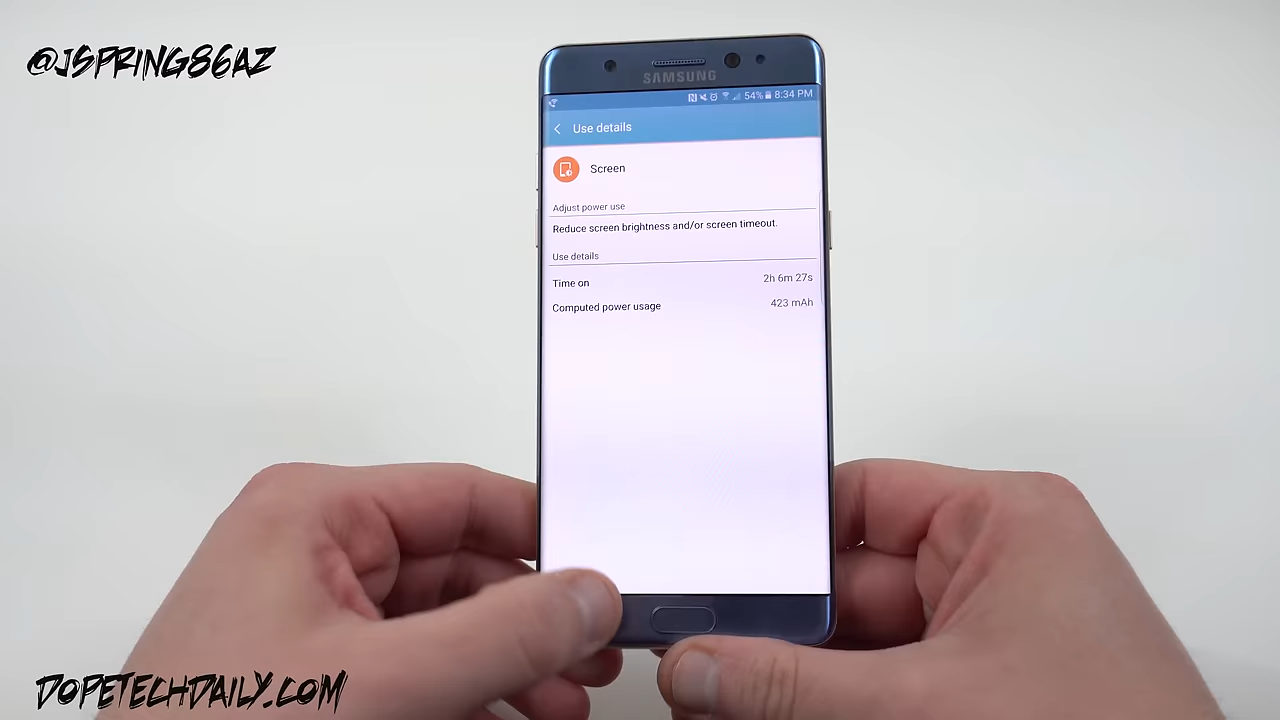 @JSPRING86AZ
SAMSUNG
54% 8:34 PM
Use details
Screen
Adjust power use
Reduce screen brightness and/or screen timeout.
Use details
Time on 2h 6m 27s
Computed power usage 423 mAh
DOPETECHDAILY.COM